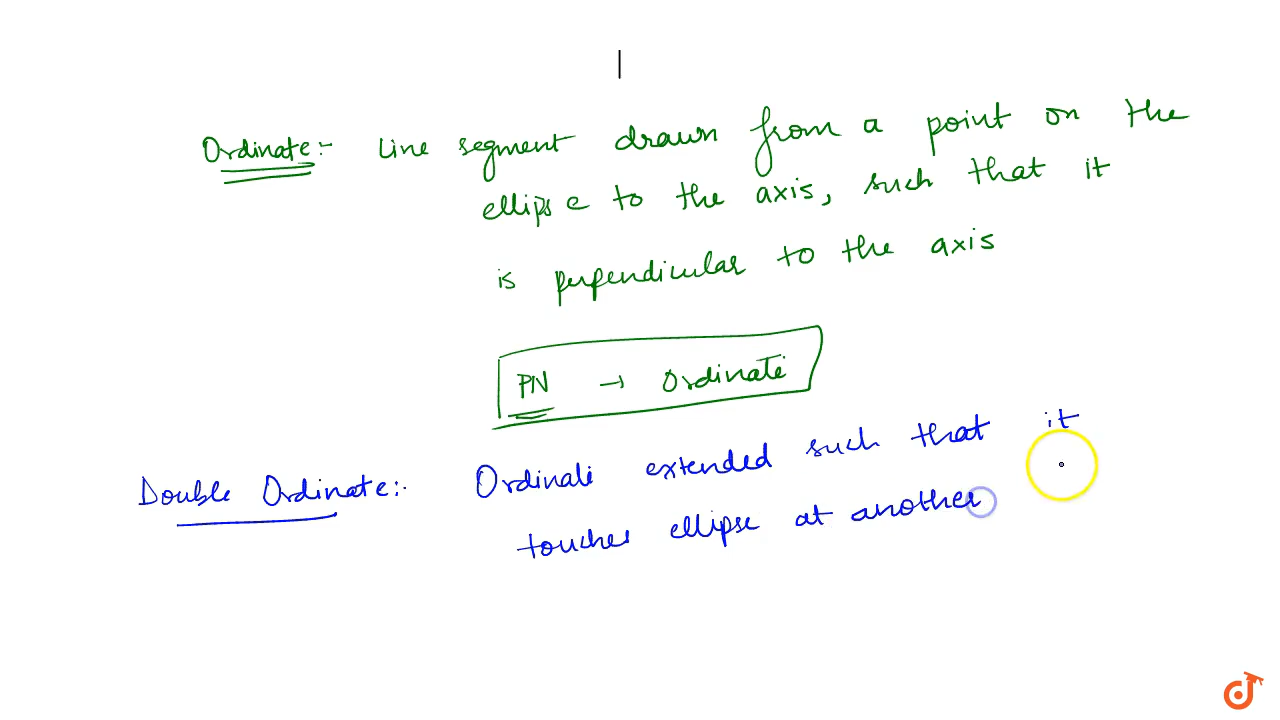 Ordinate:- Line segment drawn from a point on the
ellipse to the axis, such that it
is perpendicular to the axis
PN → Ordinate
Double Ordinate:- Ordinate extended such that it
touches ellipse at another